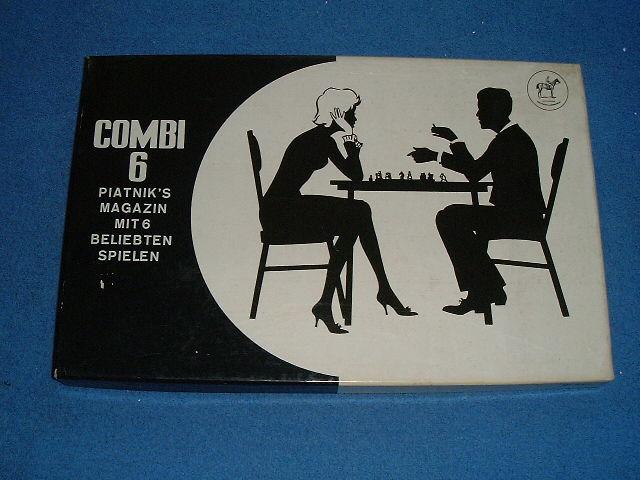 COMBI
6
PIATNIK'S
MAGAZIN
MIT 6
BELIEBTEN
SPIELEN